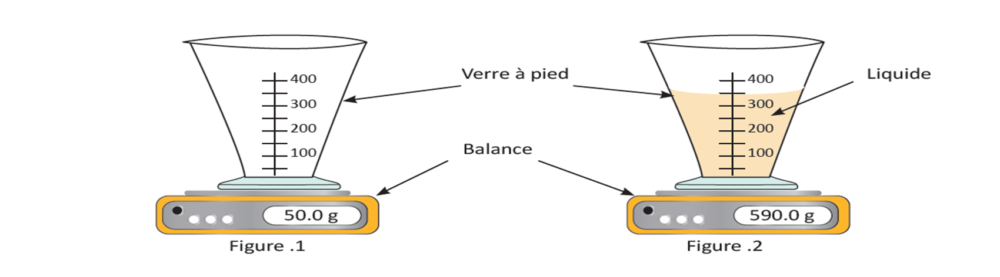 400
300
200
100
50.0 g
Figure .1
Verre à pied
Balance
Liquide
400
300
200
100
590.0 g
Figure .2